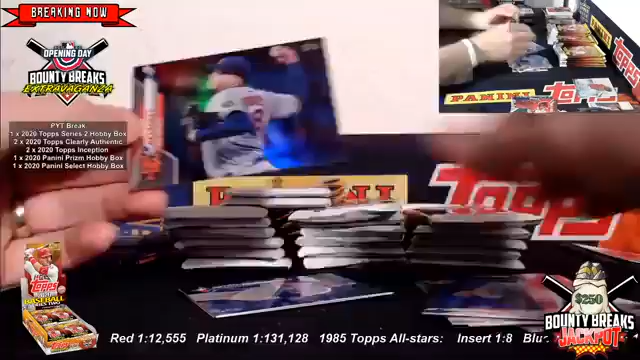 BREAKING NOW
OPENING DAY
BOUNTY BREAKS
EXTRAVAGANZA
PYT Break
1 x 2020 Topps Series 2 Hobby Box
2 x 2020 Topps Clearly Authentic
2 x 2020 Topps Inception
1 x 2020 Panini Prizm Hobby Box
1 x 2020 Panini Select Hobby Box
PANINI
topps
Topps
Topps
BASEBALL
$250
BOUNTY BREAKS
JACKPOT
Red 1:12,555 Platinum 1:131,128 1985 Topps All-stars: Insert 1:8